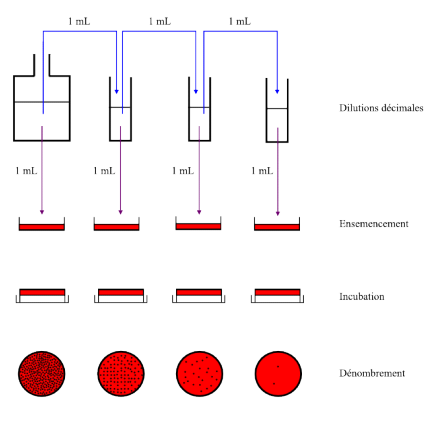 1 mL 1 mL 1 mL
Dilutions décimales
1 mL 1 mL 1 mL 1 mL
Ensemencement
Incubation
Dénombrement